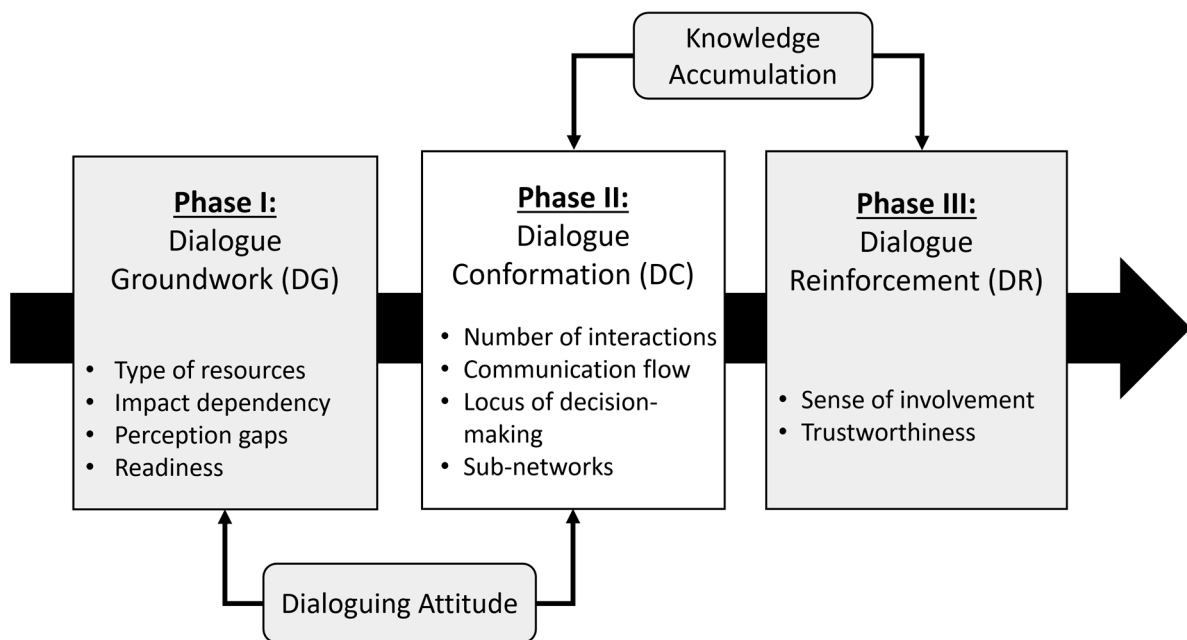 Knowledge
Accumulation
Phase I:
Dialogue
Groundwork (DG)
• Type of resources
• Impact dependency
• Perception gaps
• Readiness
Phase II:
Dialogue
Conformation (DC)
• Number of interactions
• Communication flow
• Locus of decision-
making
• Sub-networks
Phase III:
Dialogue
Reinforcement (DR)
• Sense of involvement
• Trustworthiness
Dialoguing Attitude